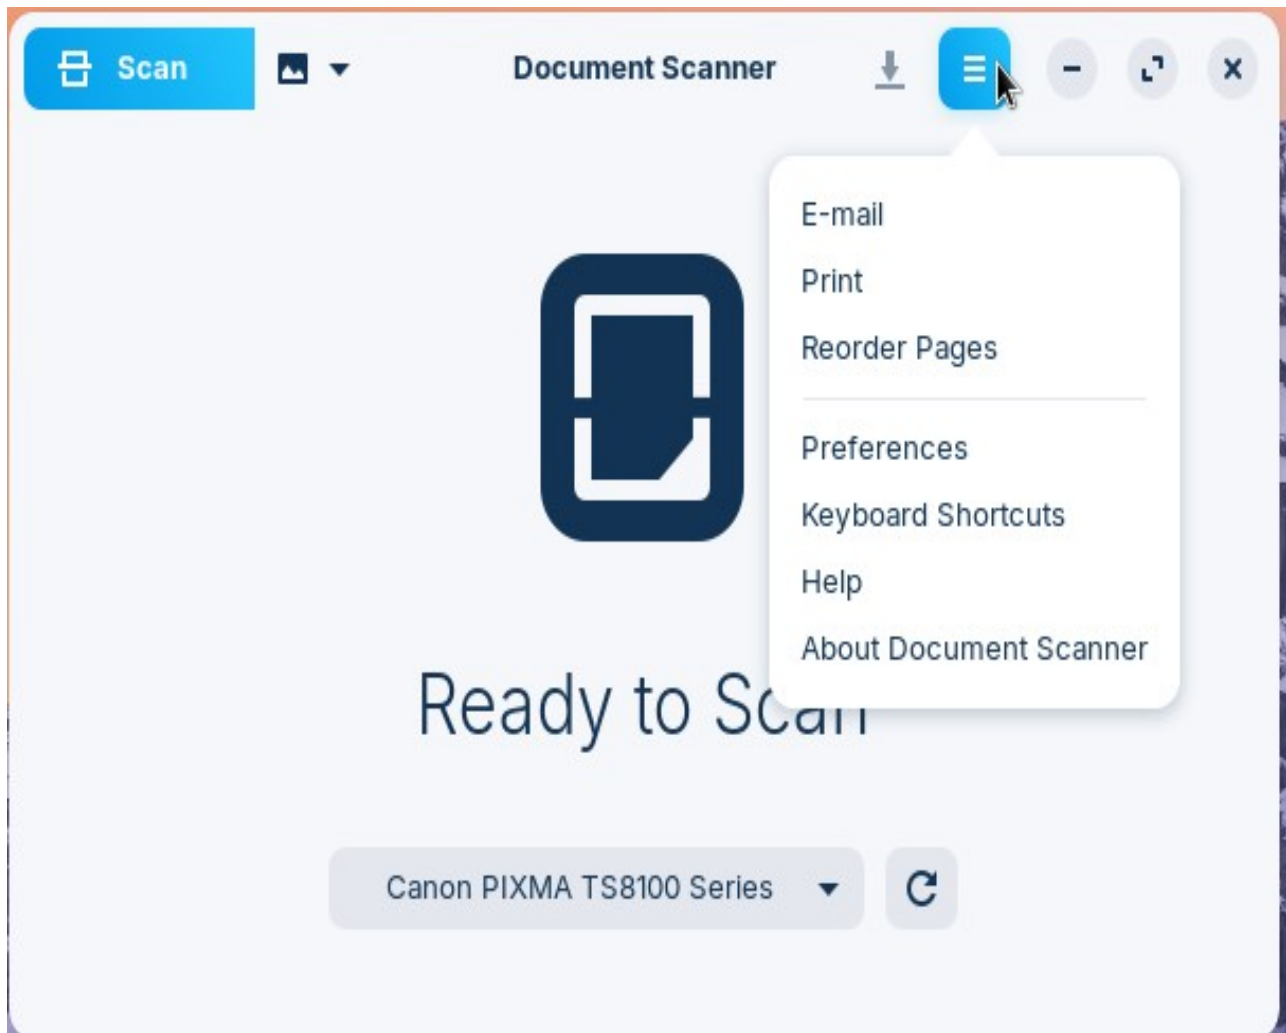 Scan
Document Scanner
E-mail
Print
Reorder Pages
Preferences
Keyboard Shortcuts
Help
About Document Scanner
Ready to Scan
Canon PIXMA TS8100 Series